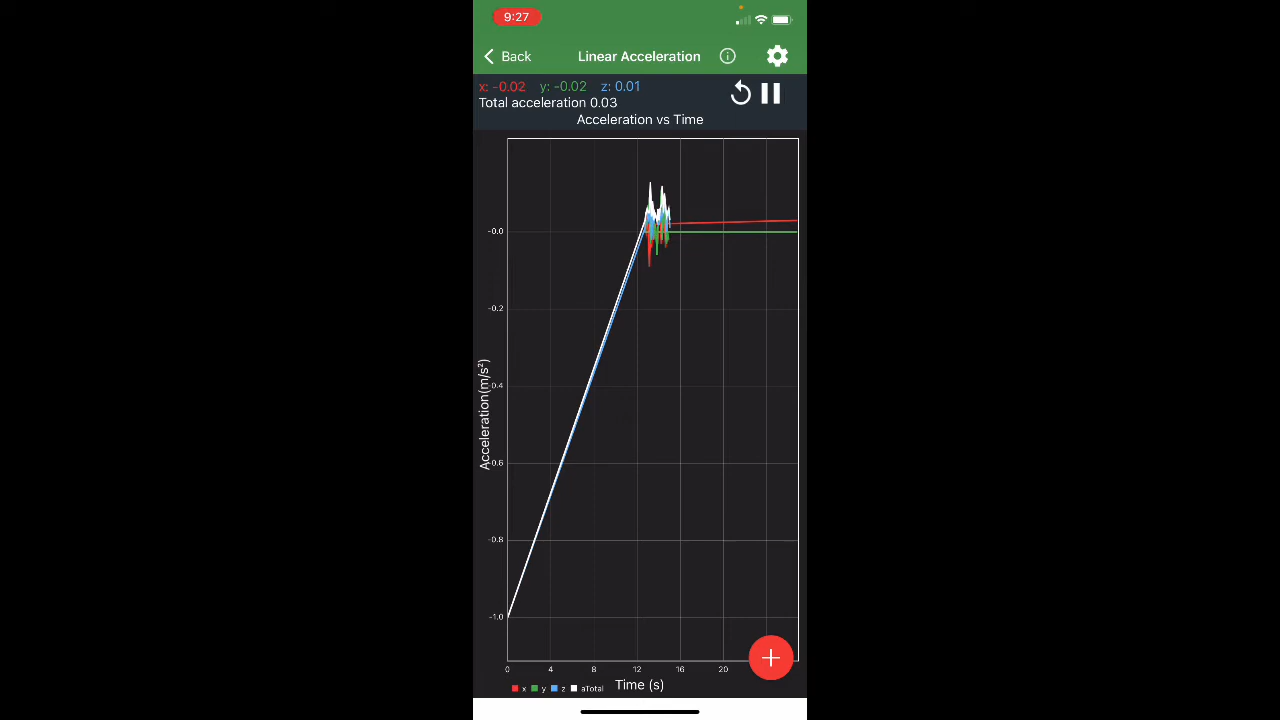 9:27
Back Linear Acceleration
x: -0.02 y: -0.02 z: 0.01
Total acceleration 0.03
Acceleration vs Time
-0.0
-0.2
-0.4
-0.6
-0.8
-1.0
Acceleration(m/s²)
0 4 8 12 16 20
x y z aTotal Time (s)